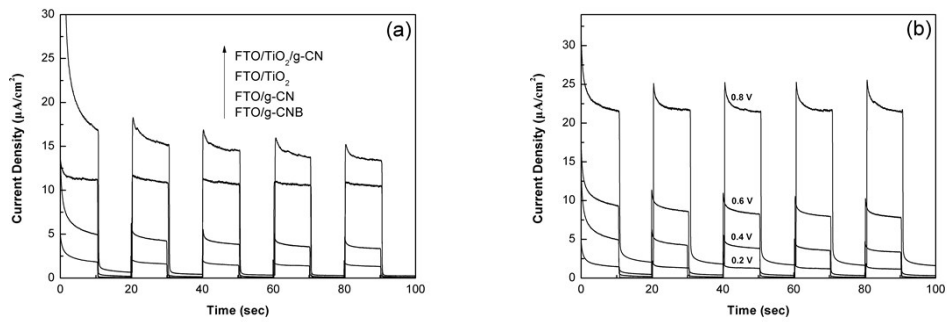 (a)
FTO/TiO2/g-CN
FTO/TiO2
FTO/g-CN
FTO/g-CNB
30
25
20
15
10
5
0
Current Density (μA/cm2)
0 20 40 60 80 100
Time (sec)
(b)
0.8 V
0.6 V
0.4 V
0.2 V
30
25
20
15
10
5
0
Current Density (μA/cm2)
0 20 40 60 80 100
Time (sec)